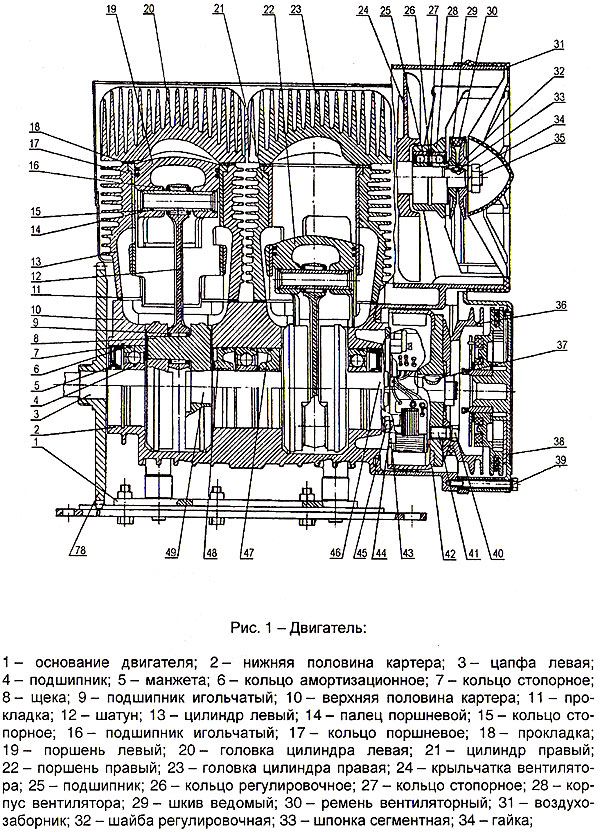 19 20 21 22 23 24 25 26 27 28 29 30
31
32
33
34
35
18
17
16
15
14
13
12
11
10
9
8
7
6
5
4
3
2
1
36
37
38
39
78 49 48 47 46 45 44 43 42 41 40
Рис. 1 – Двигатель:
1 – основание двигателя; 2 – нижняя половина картера; 3 – цапфа левая;
4 – подшипник; 5 – манжета; 6 – кольцо амортизационное; 7 – кольцо стопорное;
8 – щека; 9 – подшипник игольчатый; 10 – верхняя половина картера; 11 – про-
кладка; 12 – шатун; 13 – цилиндр левый; 14 – палец поршневой; 15 – кольцо сто-
порное; 16 – подшипник игольчатый; 17 – кольцо поршневое; 18 – прокладка;
19 – поршень левый; 20 – головка цилиндра левая; 21 – цилиндр правый;
22 – поршень правый; 23 – головка цилиндра правая; 24 – крыльчатка вентилято-
ра; 25 – подшипник; 26 – кольцо регулировочное; 27 – кольцо стопорное; 28 – кор-
пус вентилятора; 29 – шкив ведомый; 30 – ремень вентиляторный; 31 – воздухо-
заборник; 32 – шайба регулировочная; 33 – шпонка сегментная; 34 – гайка;